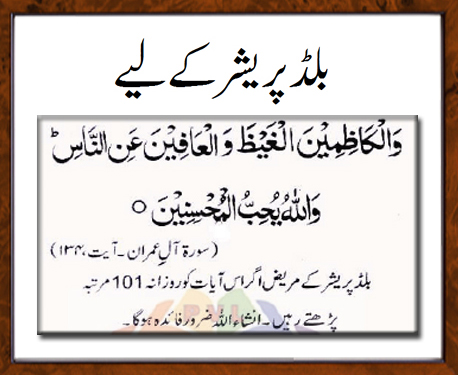 بلڈ پریشر کے لیے
وَالْكَاظِمِيْنَ الْغَيْظَ وَالْعَافِيْنَ عَنِ النَّاسِ ط
وَاللّٰهُ يُحِبُّ الْمُحْسِنِيْنَ ○
(سورۃ آلِ عمران۔ آیت، ۱۳۴)
بلڈ پریشر کے مریض اگر اس آیات کو روزانہ 101 مرتبہ
پڑھتے رہیں۔ انشاء اللہ ضرور فائدہ ہوگا۔